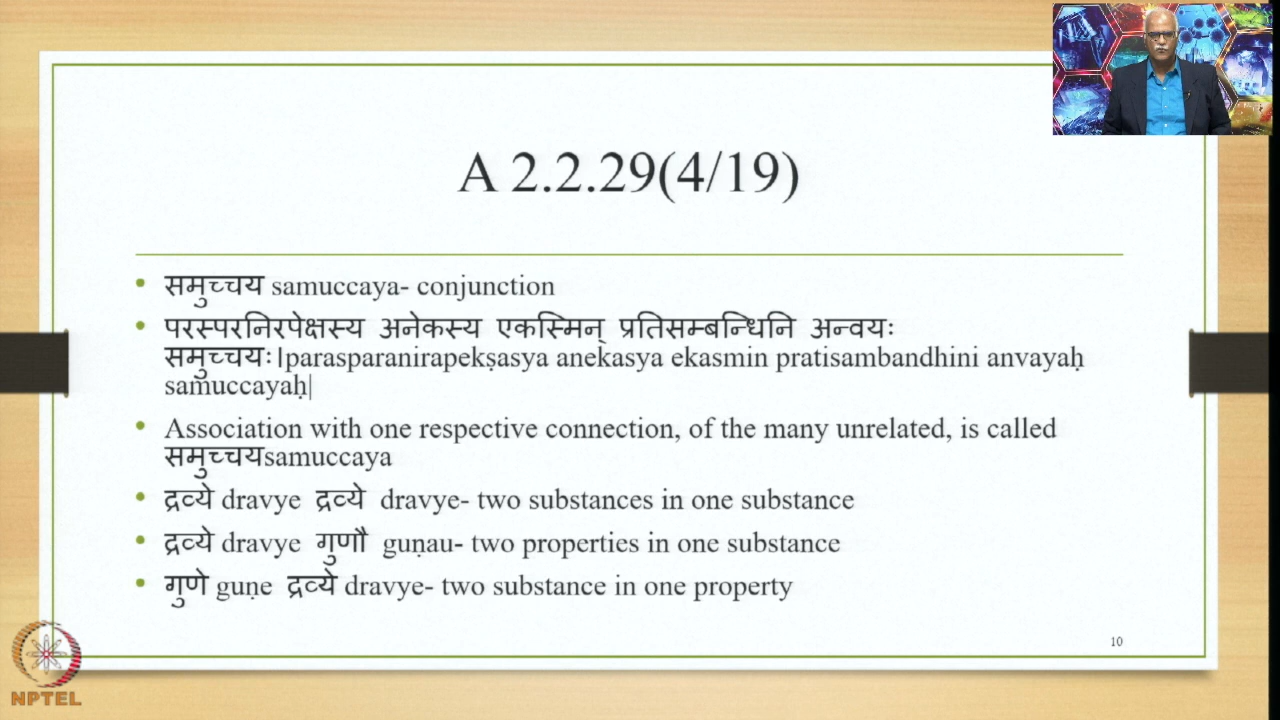 A 2.2.29(4/19)
समुच्चय samuccaya- conjunction
परस्परनिरपेक्षस्य अनेकस्य एकस्मिन् प्रतिसम्बन्धिनि अन्वयः
समुच्चयः।parasparanirapekṣasya anekasya ekasmin pratisambandhini anvayaḥ
samuccayaḥ|
Association with one respective connection, of the many unrelated, is called
समुच्चयsamuccaya
द्रव्ये dravye द्रव्ये dravye- two substances in one substance
द्रव्ये dravye गुणौ guṇau- two properties in one substance
गुणे guṇe द्रव्ये dravye- two substance in one property
10
NPTEL